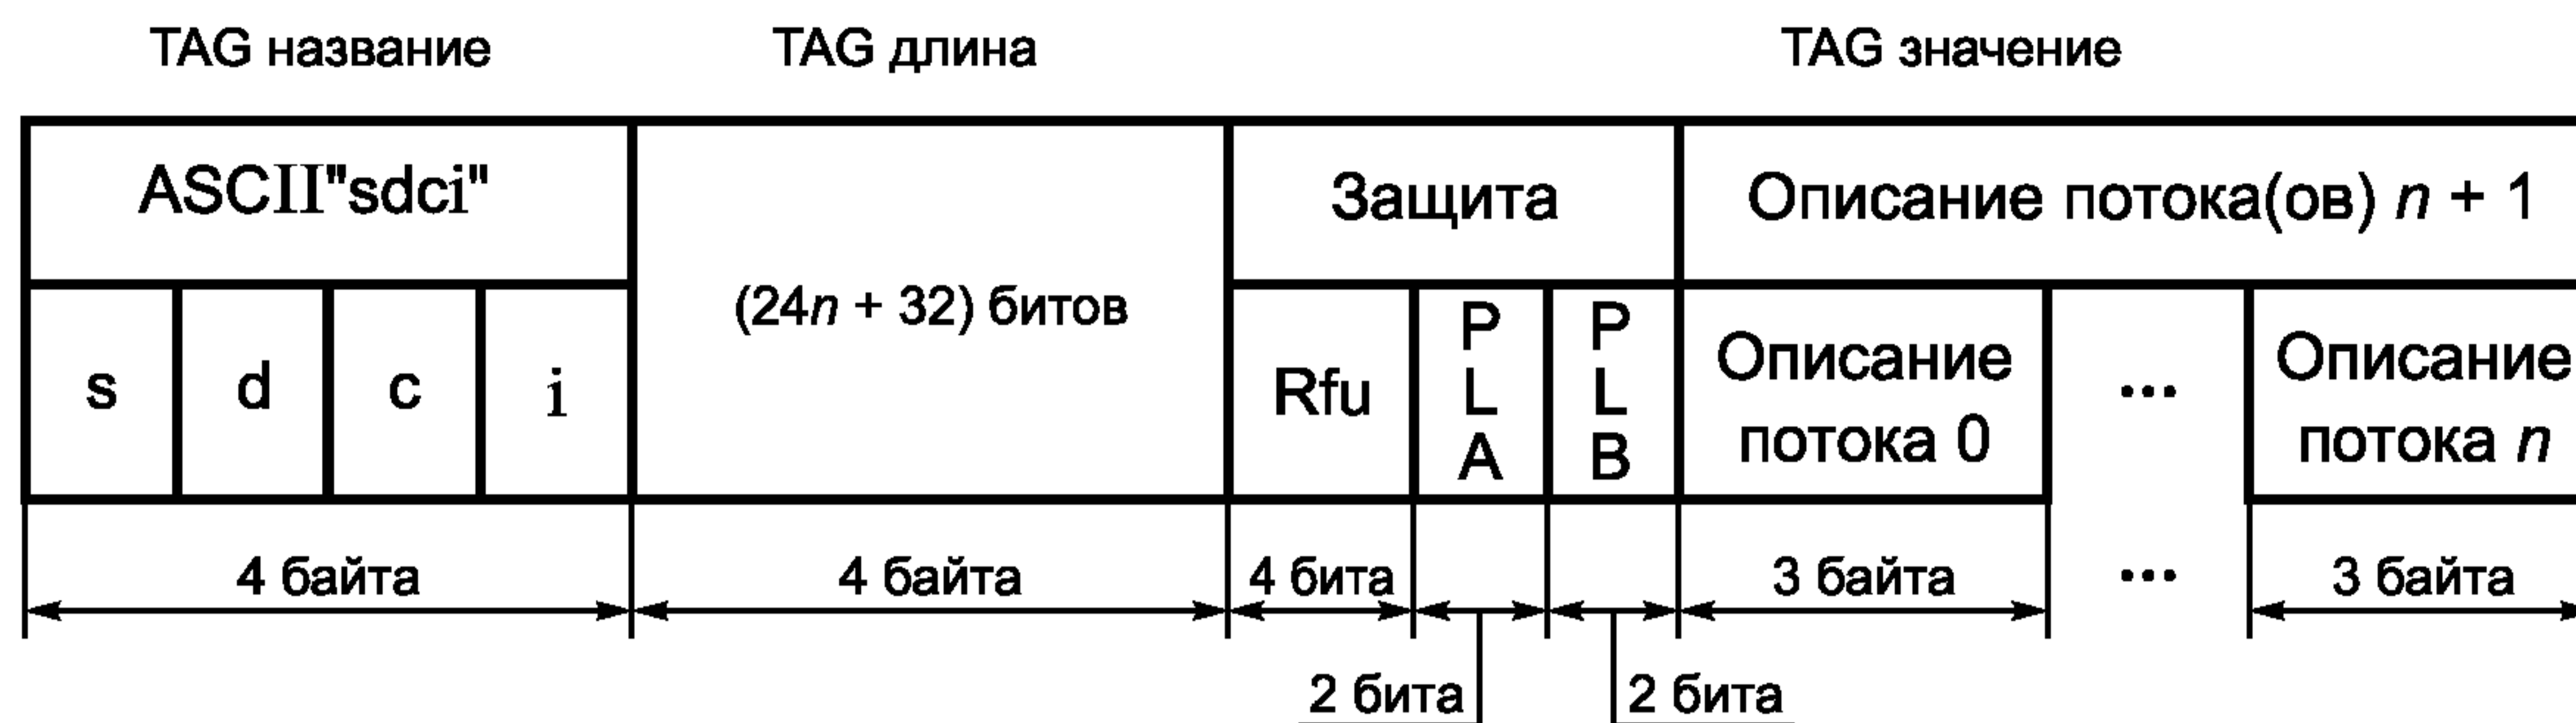 TAG название TAG длина TAG значение
ASCII"sdci" Защита Описание потока(ов) n + 1
(24n + 32) битов
s d c i Rfu
P
L
A
P
L
B
Описание
потока 0
...
Описание
потока n
4 байта 4 байта 4 бита 3 байта ... 3 байта
2 бита 2 бита